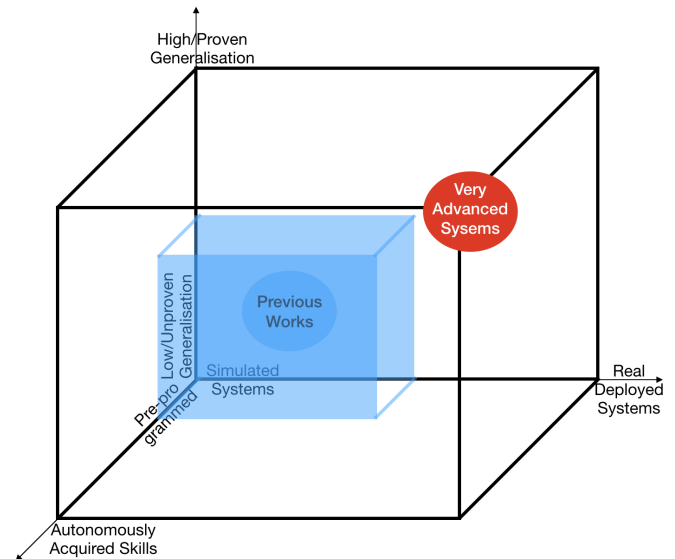 High/Proven
Generalisation
Very
Advanced
Sysems
Low/Unproven
Generalisation
Previous
Works
Simulated
Systems
Real
Deployed
Systems
Pre-pro
grammed
Autonomously
Acquired Skills